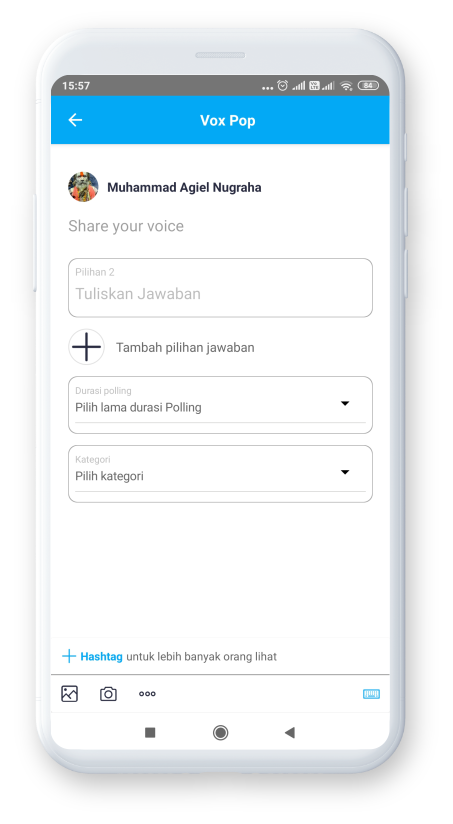 15:57
84
Vox Pop
Muhammad Agiel Nugraha
Share your voice
Pilihan 2
Tuliskan Jawaban
Tambah pilihan jawaban
Durasi polling
Pilih lama durasi Polling
Kategori
Pilih kategori
Hashtag untuk lebih banyak orang lihat